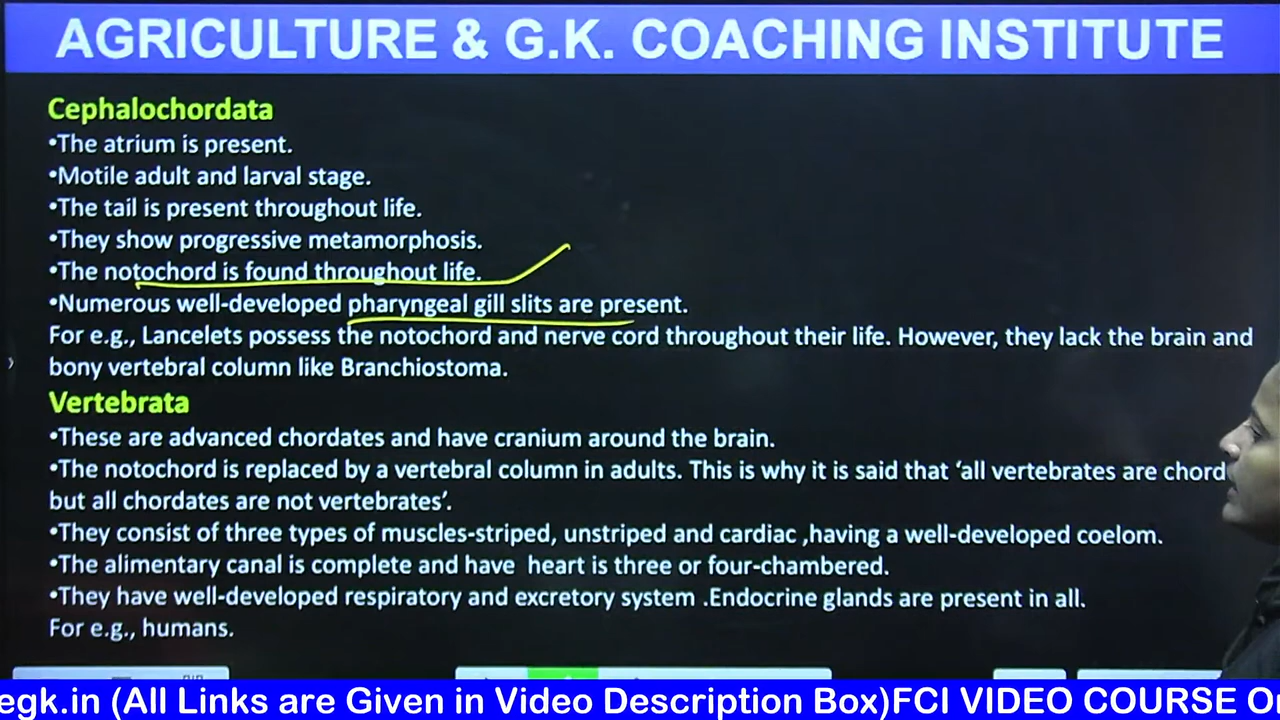 AGRICULTURE & G.K. COACHING INSTITUTE
Cephalochordata
•The atrium is present.
•Motile adult and larval stage.
•The tail is present throughout life.
•They show progressive metamorphosis.
•The notochord is found throughout life.
•Numerous well-developed pharyngeal gill slits are present.
For e.g., Lancelets possess the notochord and nerve cord throughout their life. However, they lack the brain and
bony vertebral column like Branchiostoma.
Vertebrata
•These are advanced chordates and have cranium around the brain.
•The notochord is replaced by a vertebral column in adults. This is why it is said that ‘all vertebrates are chord
but all chordates are not vertebrates’.
•They consist of three types of muscles-striped, unstriped and cardiac ,having a well-developed coelom.
•The alimentary canal is complete and have heart is three or four-chambered.
•They have well-developed respiratory and excretory system .Endocrine glands are present in all.
For e.g., humans.
egk.in (All Links are Given in Video Description Box)FCI VIDEO COURSE